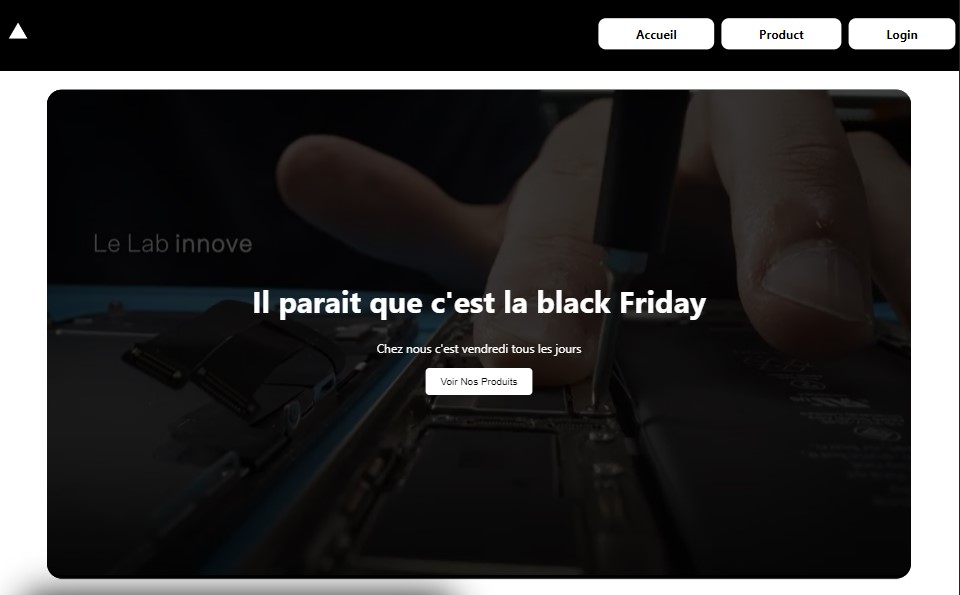 Accueil
Product
Login
Le Lab innove
Il parait que c'est la black Friday
Chez nous c'est vendredi tous les jours
Voir Nos Produits